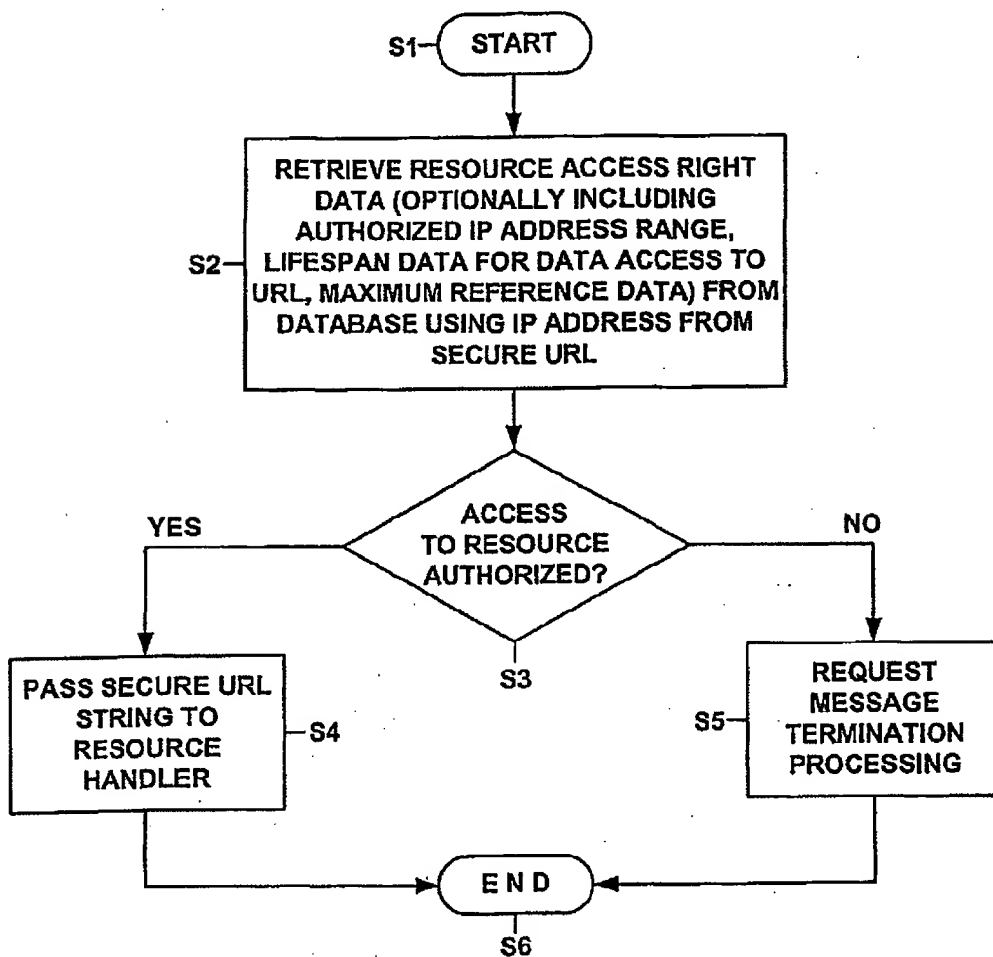 S1
START
RETRIEVE RESOURCE ACCESS RIGHT
DATA (OPTIONALLY INCLUDING
AUTHORIZED IP ADDRESS RANGE,
LIFESPAN DATA FOR DATA ACCESS TO
URL, MAXIMUM REFERENCE DATA) FROM
DATABASE USING IP ADDRESS FROM
SECURE URL
S2
YES
ACCESS
TO RESOURCE
AUTHORIZED?
NO
S3
PASS SECURE URL
STRING TO
RESOURCE
HANDLER
S4
S5
REQUEST
MESSAGE
TERMINATION
PROCESSING
END
S6